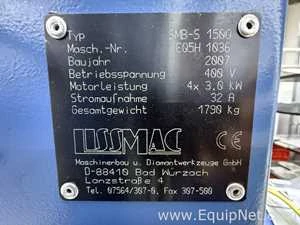 Typ SMB-S 1500
Masch.-Nr. E05H 1036
Baujahr 2007
Betriebsspannung 400 V
Motorleistung 4x 3,0 kW
Stromaufnahme 32 A
Gesamtgewicht 1790 kg
LISSMAC CE
Maschinenbau u. Diamantwerkzeuge GmbH
D-88410 Bad Wurzach
Lanzstraße 4
Tel. 07564/307-0, Fax 307-500
www.EquipNet.com